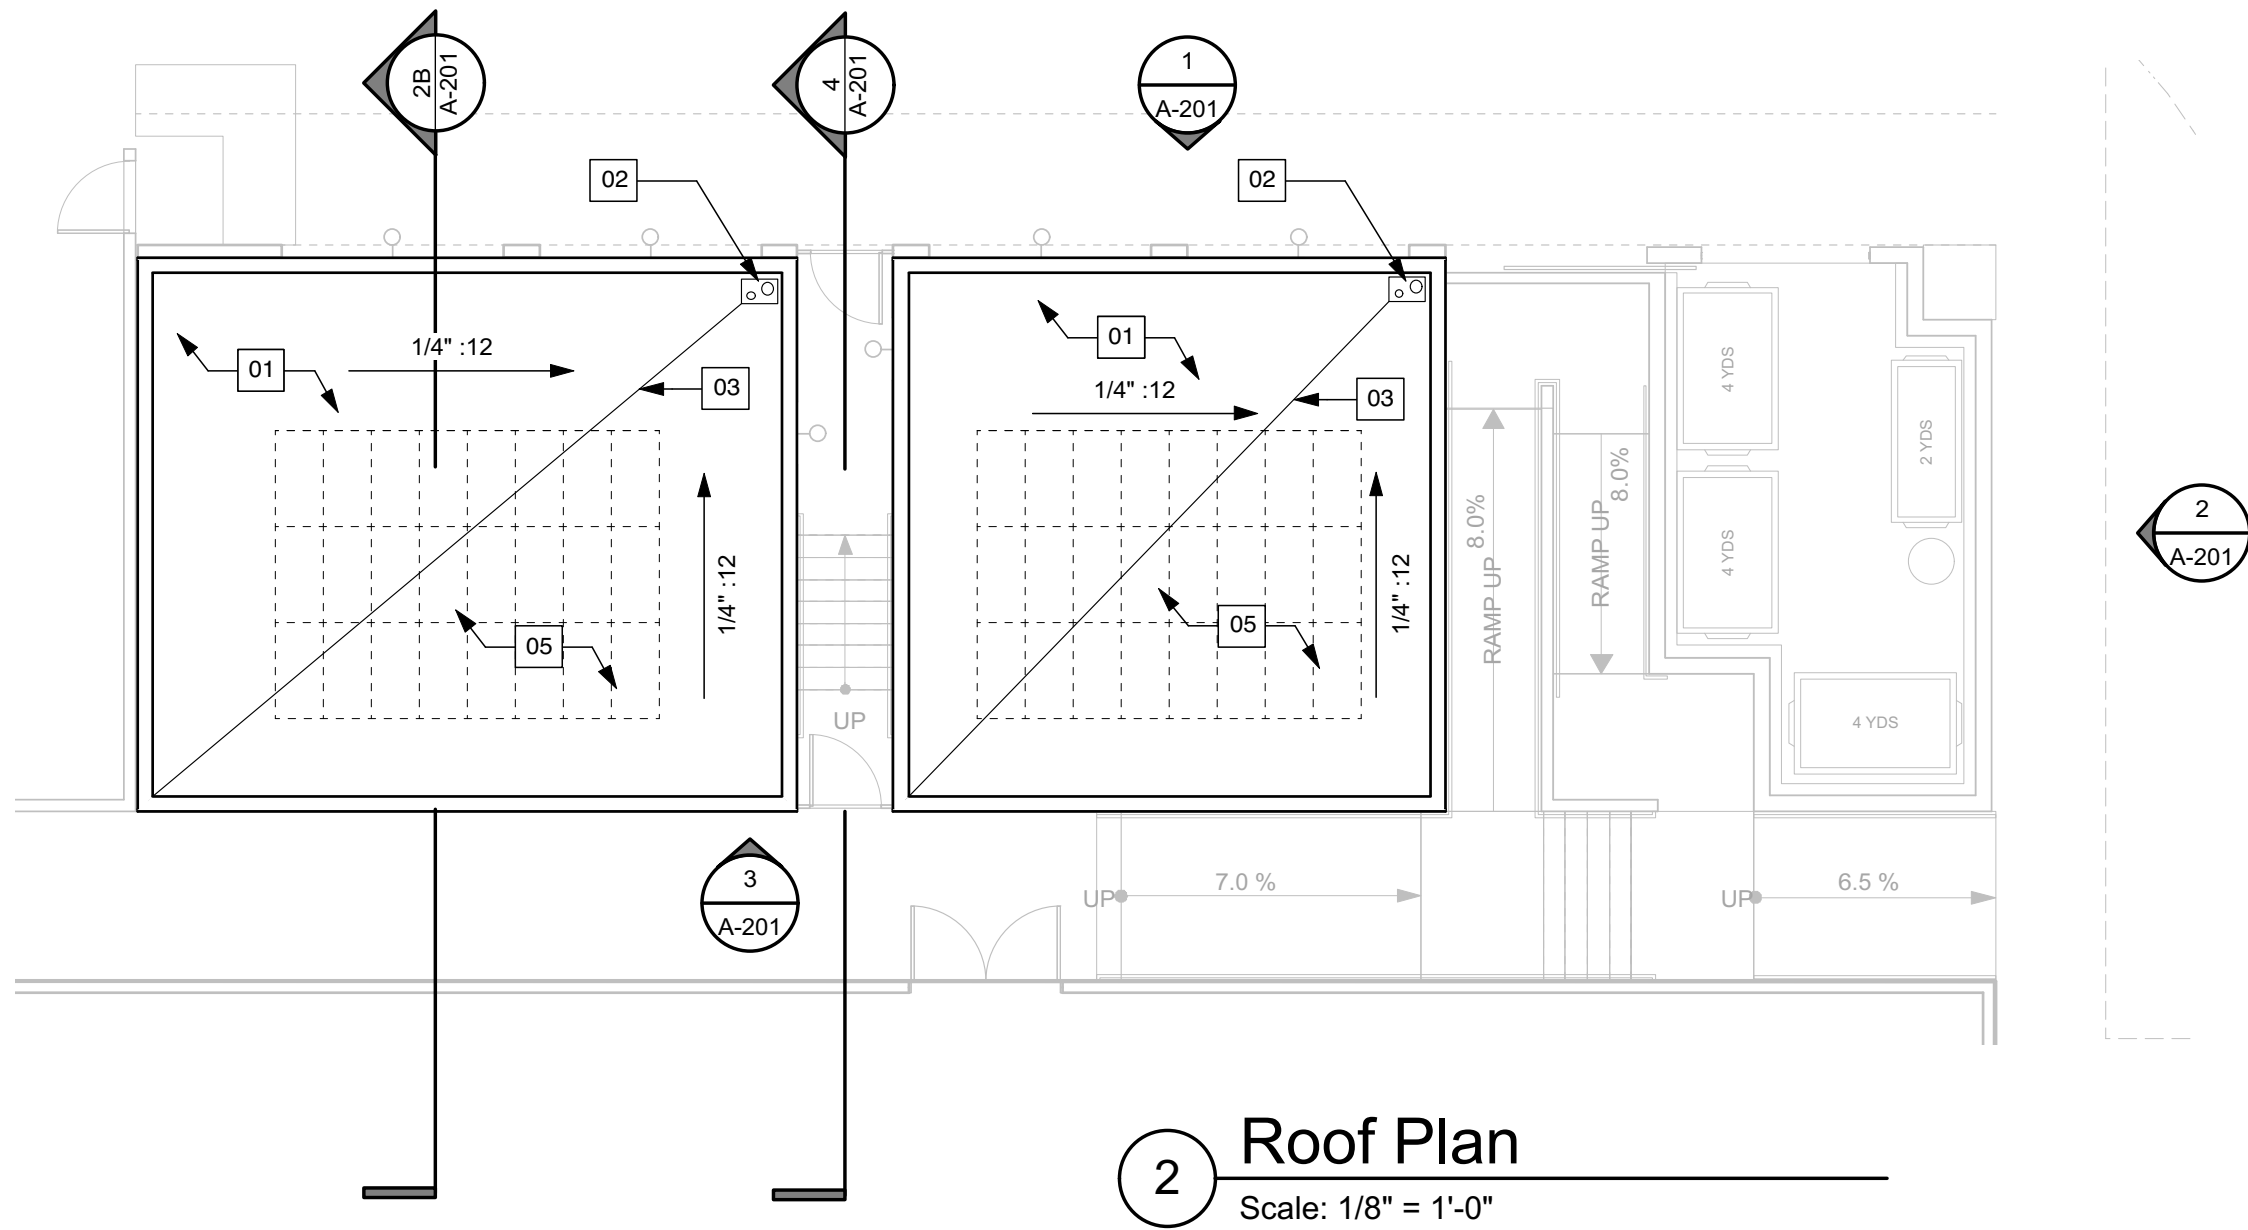 2B
A-201
4
A-201
1
A-201
02
02
01
1/4" :12
03
01
1/4" :12
03
4 YDS
2 YDS
8.0%
RAMP UP
8.0%
RAMP UP
4 YDS
2
A-201
1/4" :12
05
1/4" :12
05
UP
4 YDS
3
A-201
UP
7.0 %
UP
6.5 %
2
Roof Plan
Scale: 1/8" = 1'-0"